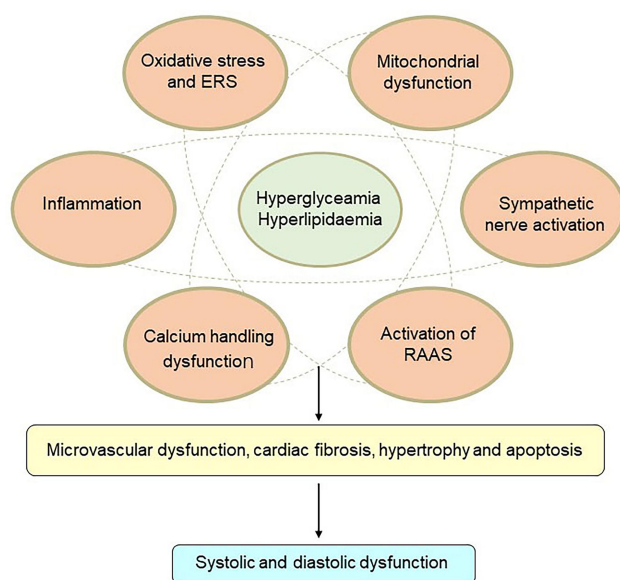 Oxidative stress
and ERS
Mitochondrial
dysfunction
Inflammation
Hyperglyceamia
Hyperlipidaemia
Sympathetic
nerve activation
Calcium handling
dysfunction
Activation of
RAAS
Microvascular dysfunction, cardiac fibrosis, hypertrophy and apoptosis
Systolic and diastolic dysfunction